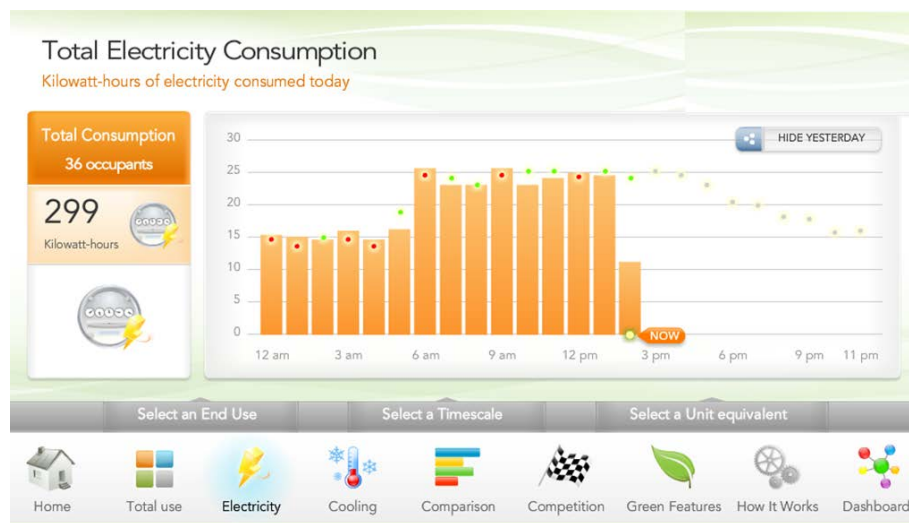 Total Electricity Consumption
Kilowatt-hours of electricity consumed today
Total Consumption
36 occupants
299
Kilowatt-hours
HIDE YESTERDAY
30
25
20
15
10
5
0
NOW
12 am 3 am 6 am 9 am 12 pm 3 pm 6 pm 9 pm 11 pm
Select an End Use Select a Timescale Select a Unit equivalent
Home Total use Electricity Cooling Comparison Competition Green Features How It Works Dashboard